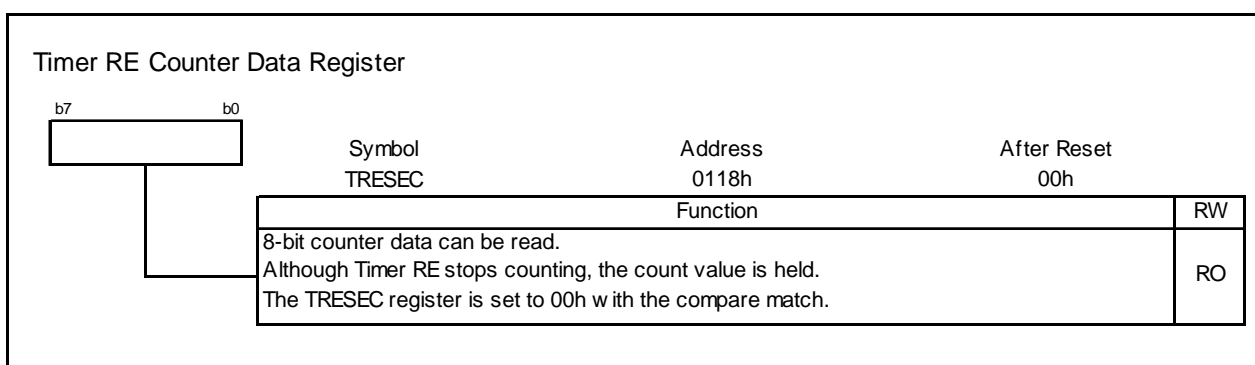 Timer RE Counter Data Register
b7 b0
Symbol Address After Reset
TRESEC 0118h 00h
Function RW
8-bit counter data can be read.
Although Timer RE stops counting, the count value is held.
The TRESEC register is set to 00h with the compare match.
RO